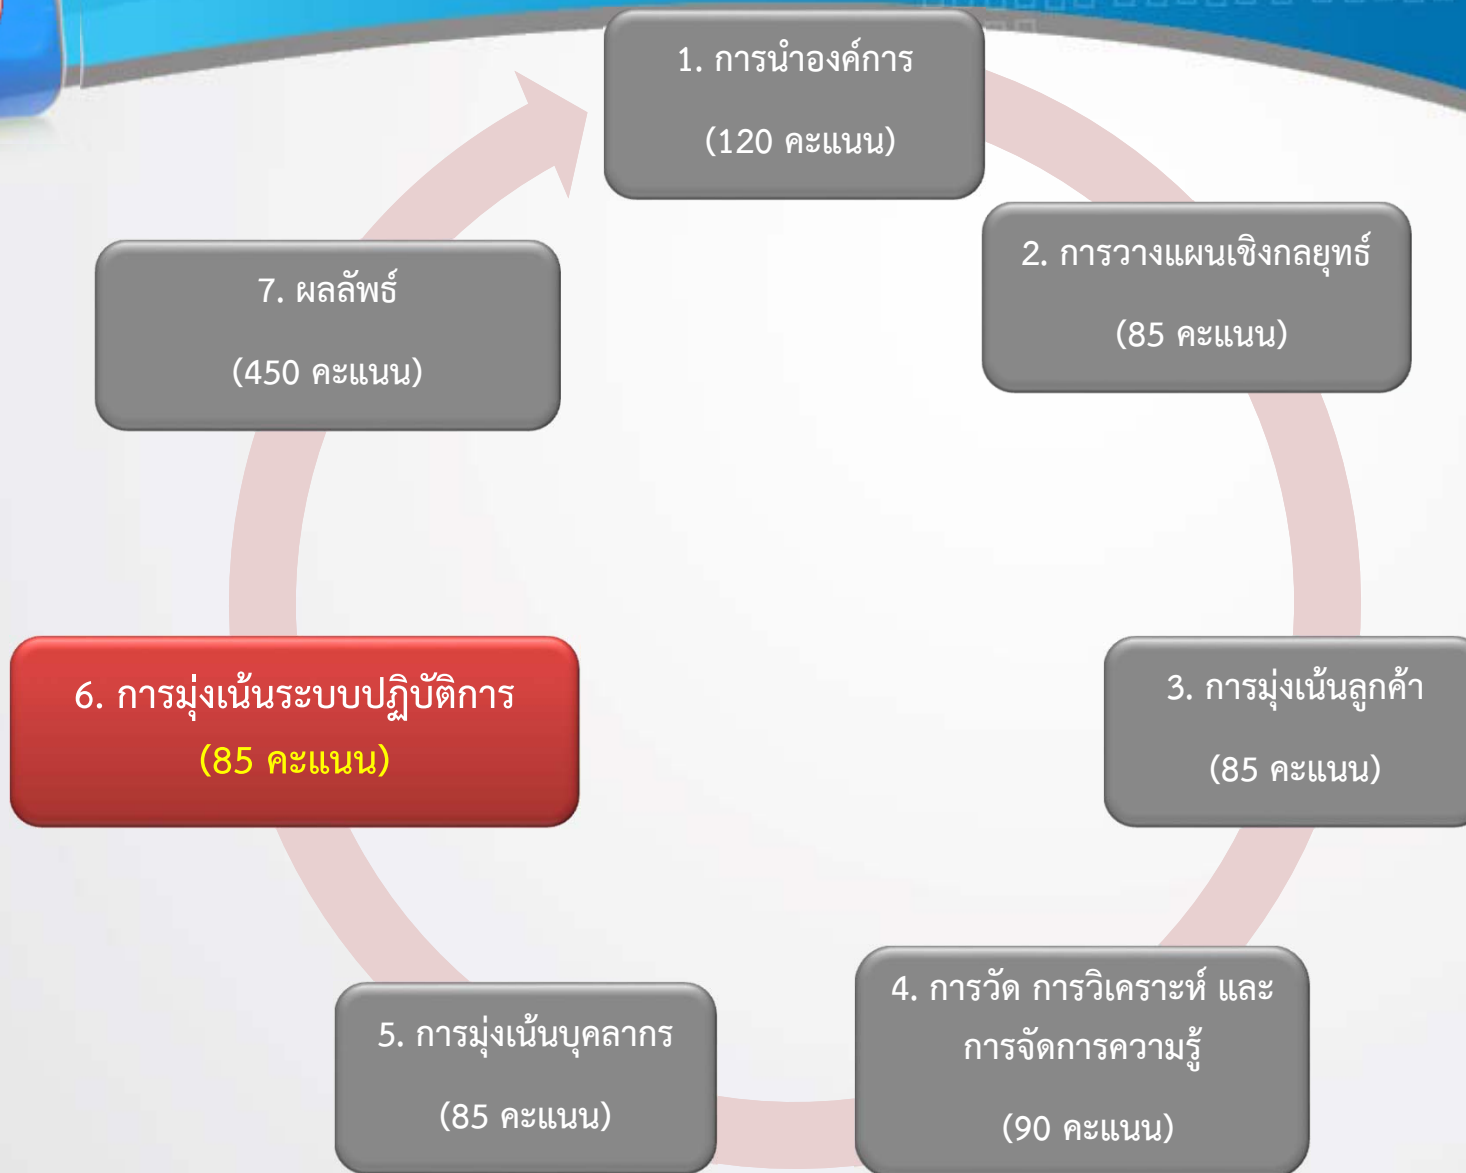 1. การนำองค์การ
(120 คะแนน)
2. การวางแผนเชิงกลยุทธ์
(85 คะแนน)
3. การมุ่งเน้นลูกค้า
(85 คะแนน)
4. การวัด การวิเคราะห์ และ
การจัดการความรู้
(90 คะแนน)
5. การมุ่งเน้นบุคลากร
(85 คะแนน)
6. การมุ่งเน้นระบบปฏิบัติการ
(85 คะแนน)
7. ผลลัพธ์
(450 คะแนน)